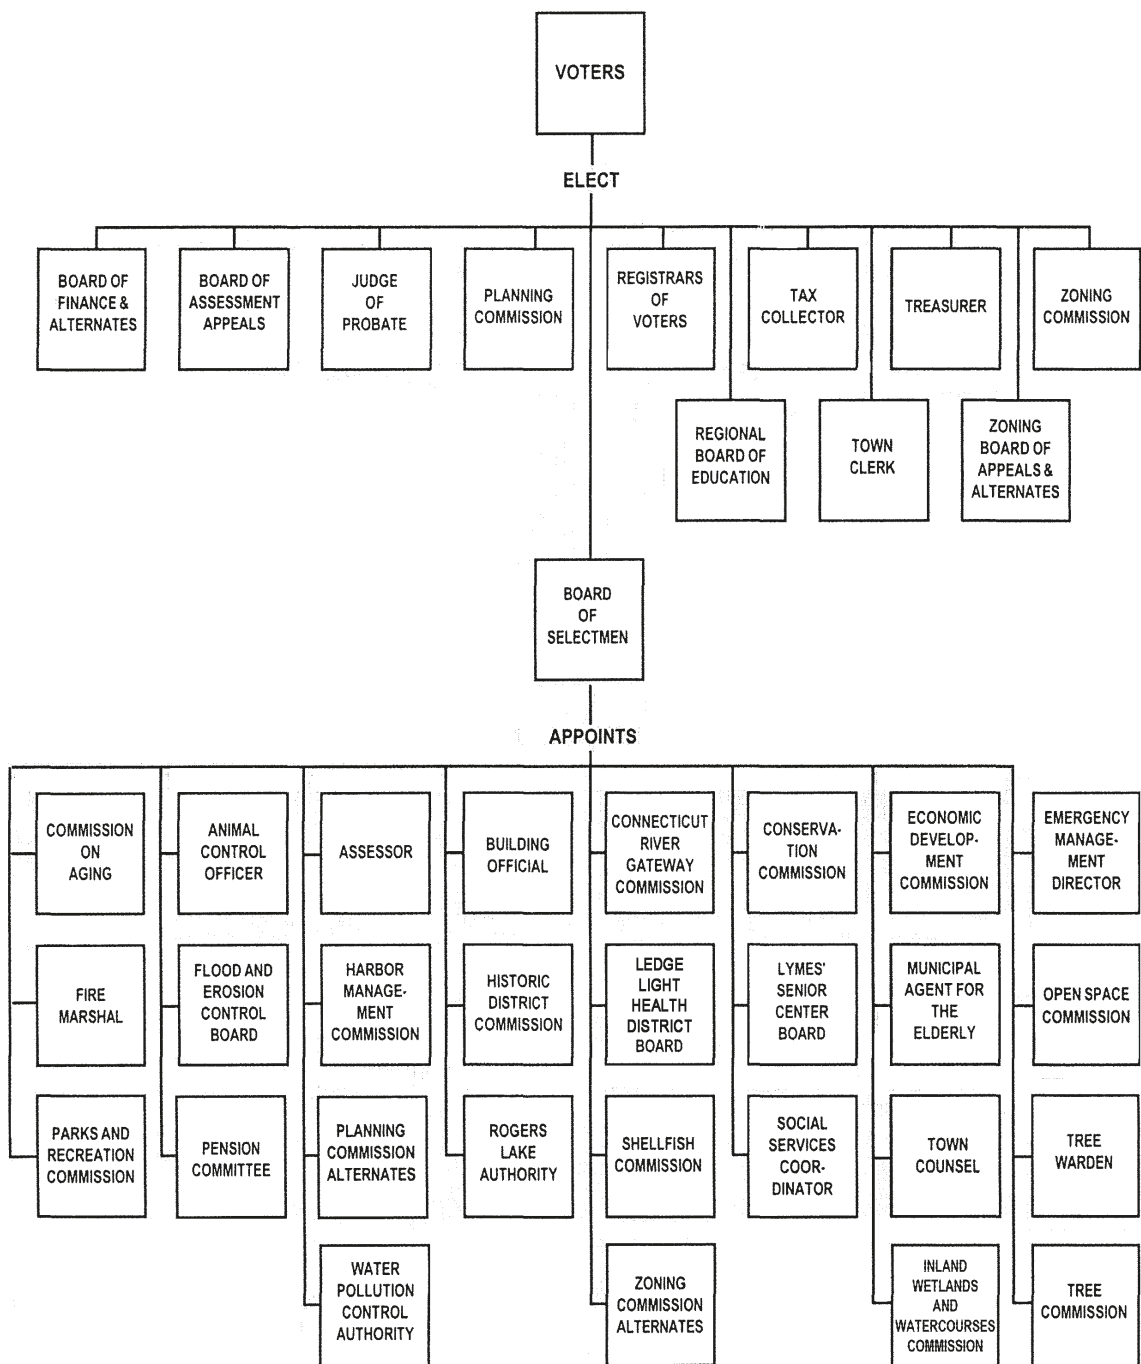 VOTERS
ELECT
BOARD OF
FINANCE &
ALTERNATES
BOARD OF
ASSESSMENT
APPEALS
JUDGE
OF
PROBATE
PLANNING
COMMISSION
REGISTRARS
OF
VOTERS
TAX
COLLECTOR
TREASURER
ZONING
COMMISSION
REGIONAL
BOARD OF
EDUCATION
TOWN
CLERK
ZONING
BOARD OF
APPEALS &
ALTERNATES
BOARD
OF
SELECTMEN
APPOINTS
COMMISSION
ON
AGING
ANIMAL
CONTROL
OFFICER
ASSESSOR
BUILDING
OFFICIAL
CONNECTICUT
RIVER
GATEWAY
COMMISSION
CONSERVA-
TION
COMMISSION
ECONOMIC
DEVELOP-
MENT
COMMISSION
EMERGENCY
MANAGE-
MENT
DIRECTOR
FIRE
MARSHAL
FLOOD AND
EROSION
CONTROL
BOARD
HARBOR
MANAGE-
MENT
COMMISSION
HISTORIC
DISTRICT
COMMISSION
LEDGE
LIGHT
HEALTH
DISTRICT
BOARD
LYMES'
SENIOR
CENTER
BOARD
MUNICIPAL
AGENT FOR
THE
ELDERLY
OPEN SPACE
COMMISSION
PARKS AND
RECREATION
COMMISSION
PENSION
COMMITTEE
PLANNING
COMMISSION
ALTERNATES
ROGERS
LAKE
AUTHORITY
SHELLFISH
COMMISSION
SOCIAL
SERVICES
COOR-
DINATOR
TOWN
COUNSEL
TREE
WARDEN
WATER
POLLUTION
CONTROL
AUTHORITY
ZONING
COMMISSION
ALTERNATES
INLAND
WETLANDS
AND
WATERCOURSES
COMMISSION
TREE
COMMISSION